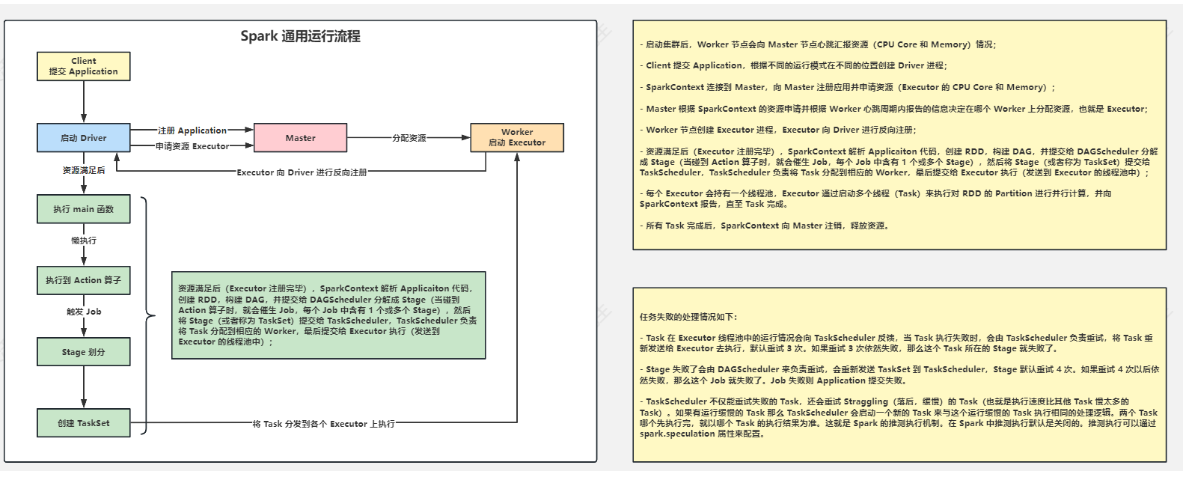 Spark 通用运行流程
Client
提交 Application
启动 Driver
注册 Application
申请资源 Executor
Master
分配资源
Worker
启动 Executor
资源满足后
Executor 向 Driver 进行反向注册
执行 main 函数
懒执行
执行到 Action 算子
触发 Job
Stage 划分
创建 TaskSet
将 Task 分发到各个 Executor 上执行
资源满足后（Executor 注册完毕），SparkContext 解析 Applicaiton 代码，
创建 RDD，构建 DAG，并提交给 DAGScheduler 分解成 Stage（当碰到
Action 算子时，就会催生 Job，每个 Job 中含有 1 个或多个 Stage），然后
将 Stage（或者称为 TaskSet）提交给 TaskScheduler，TaskScheduler 负责
将 Task 分配到相应的 Worker，最后提交给 Executor 执行（发送到
Executor 的线程池中）；
- 启动集群后，Worker 节点会向 Master 节点心跳汇报资源（CPU Core 和 Memory）情况；
- Client 提交 Application，根据不同的运行模式在不同的位置创建 Driver 进程；
- SparkContext 连接到 Master，向 Master 注册应用并申请资源（Executor 的 CPU Core 和 Memory）；
- Master 根据 SparkContext 的资源申请并根据 Worker 心跳周期内报告的信息决定在哪个 Worker 上分配资源，也就是 Executor；
- Worker 节点创建 Executor 进程，Executor 向 Driver 进行反向注册；
- 资源满足后（Executor 注册完毕），SparkContext 解析 Applicaiton 代码，创建 RDD，构建 DAG，并提交给 DAGScheduler 分解
成 Stage（当碰到 Action 算子时，就会催生 Job，每个 Job 中含有 1 个或多个 Stage），然后将 Stage（或者称为 TaskSet）提交给
TaskScheduler，TaskScheduler 负责将 Task 分配到相应的 Worker，最后提交给 Executor 执行（发送到 Executor 的线程池中）；
- 每个 Executor 会持有一个线程池，Executor 通过启动多个线程（Task）来执行对 RDD 的 Partition 进行并行计算，并向
SparkContext 报告，直至 Task 完成。
- 所有 Task 完成后，SparkContext 向 Master 注销，释放资源。
任务失败的处理情况如下：
- Task 在 Executor 线程池中的运行情况会向 TaskScheduler 反馈，当 Task 执行失败时，会由 TaskScheduler 负责重试，将 Task 重
新发送给 Executor 去执行，默认重试 3 次。如果重试 3 次依然失败，那么这个 Task 所在的 Stage 就失败了。
- Stage 失败了会由 DAGScheduler 来负责重试，会重新发送 TaskSet 到 TaskScheduler，Stage 默认重试 4 次。如果重试 4 次以后依
然失败，那么这个 Job 就失败了。Job 失败则 Application 提交失败。
- TaskScheduler 不仅能重试失败的 Task，还会重试 Straggling（落后，缓慢）的 Task（也就是执行速度比其他 Task 慢太多的
Task）。如果有运行缓慢的 Task 那么 TaskScheduler 会启动一个新的 Task 来与这个运行缓慢的 Task 执行相同的处理逻辑。两个 Task
哪个先执行完，就以哪个 Task 的执行结果为准。这就是 Spark 的推测执行机制。在 Spark 中推测执行默认是关闭的。推测执行可以通过
spark.speculation 属性来配置。